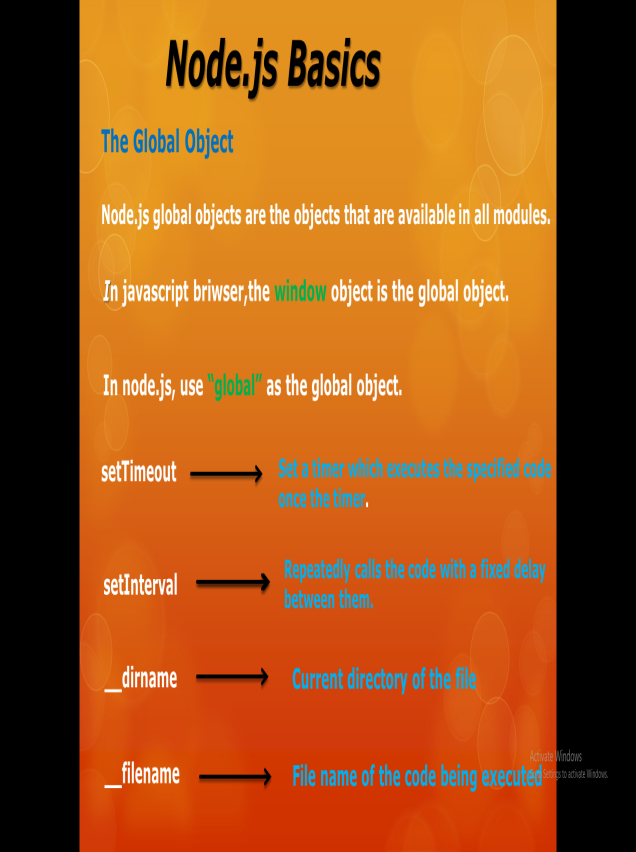 Node.js Basics
The Global Object
Node.js global objects are the objects that are available in all modules.
In javascript briwser,the window object is the global object.
In node.js, use “global” as the global object.
setTimeout
Set a timer which executes the specified code
once the timer.
setInterval
Repeatedly calls the code with a fixed delay
between them.
__dirname
Current directory of the file
__filename
File name of the code being executed
Activate Windows
Settings to activate Windows.